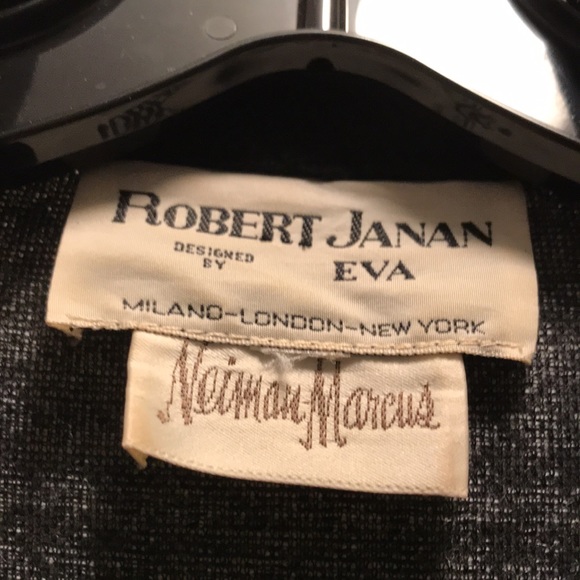 ROBERT JANAN
DESIGNED BY EVA
MILANO-LONDON-NEW YORK
Neiman-Marcus